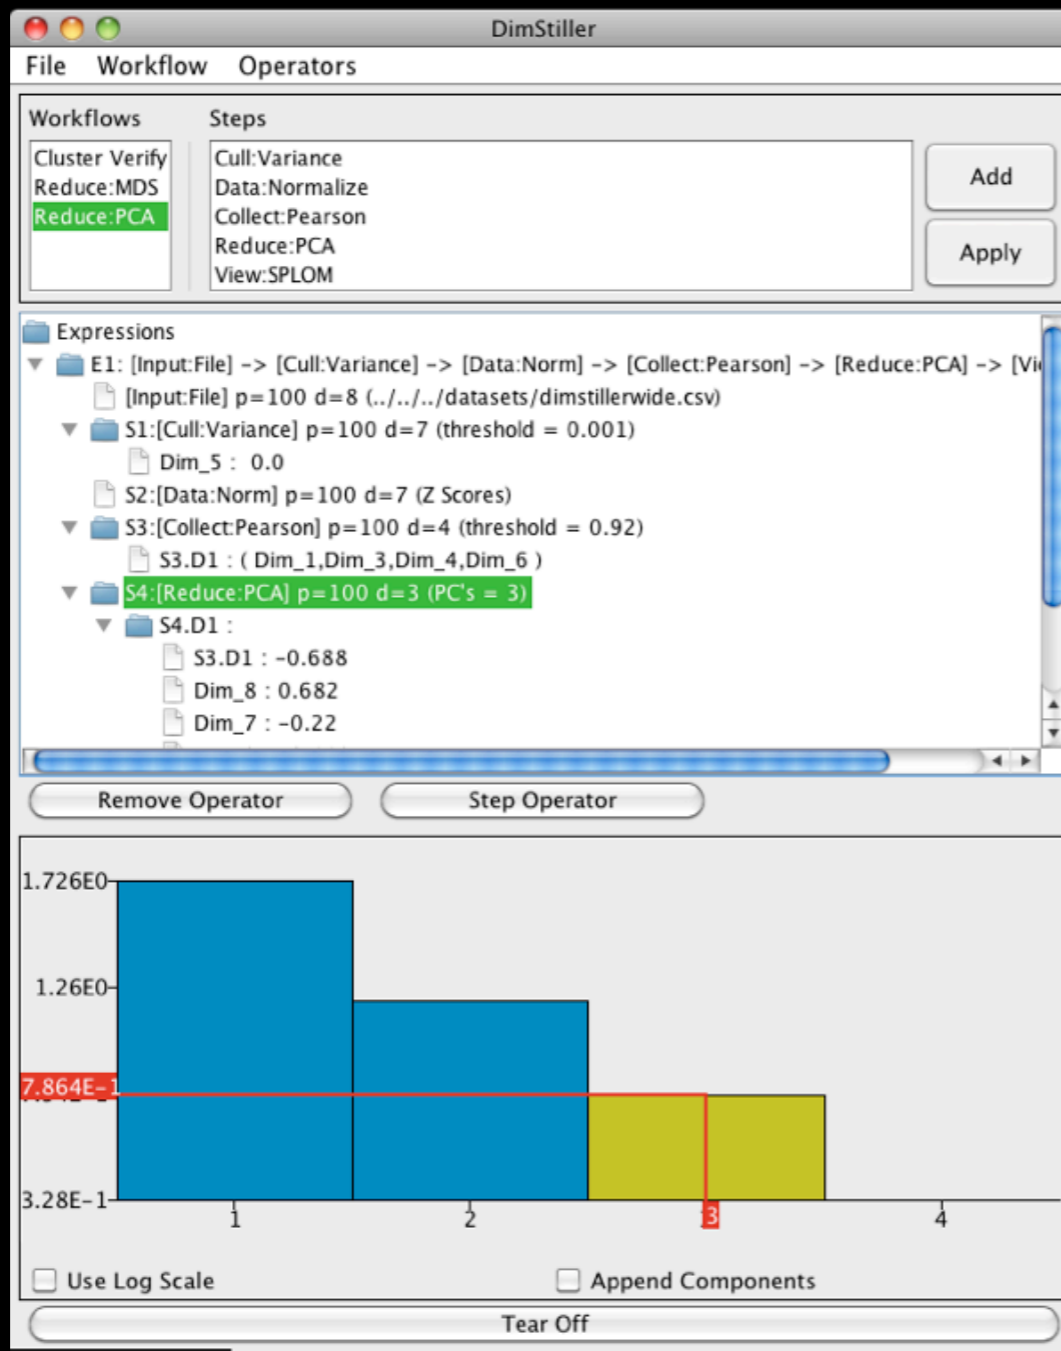 DimStiller
File Workflow Operators
Workflows Steps
Cluster Verify
Reduce:MDS
Reduce:PCA
Cull:Variance
Data:Normalize
Collect:Pearson
Reduce:PCA
View:SPLOM
Add
Apply
Expressions
E1: [Input:File] -> [Cull:Variance] -> [Data:Norm] -> [Collect:Pearson] -> [Reduce:PCA] -> [Vi
[Input:File] p=100 d=8 (../../../datasets/dimstillerwide.csv)
S1:[Cull:Variance] p=100 d=7 (threshold = 0.001)
Dim_5 : 0.0
S2:[Data:Norm] p=100 d=7 (Z Scores)
S3:[Collect:Pearson] p=100 d=4 (threshold = 0.92)
S3.D1 : ( Dim_1,Dim_3,Dim_4,Dim_6 )
S4:[Reduce:PCA] p=100 d=3 (PC's = 3)
S4.D1 :
S3.D1 : -0.688
Dim_8 : 0.682
Dim_7 : -0.22
Remove Operator Step Operator
1.726E0
1.26E0
7.864E-1
3.28E-1
1 2 3 4
Use Log Scale Append Components
Tear Off